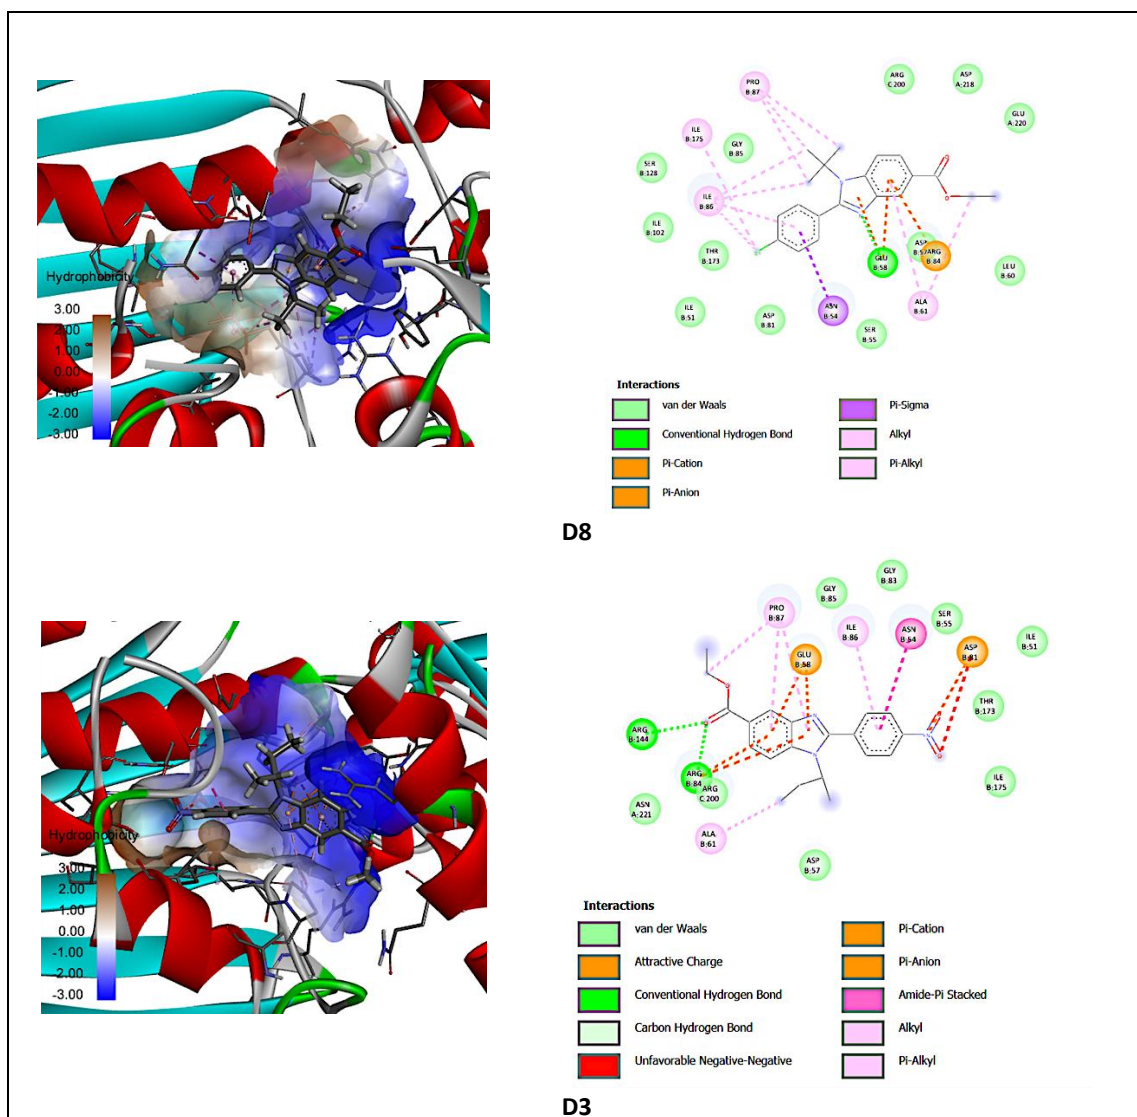 Hydrophobicity
3.00
2.00
1.00
0.00
-1.00
-2.00
-3.00
PRO
B:87
ARG
C:200
ASP
A:218
GLU
A:220
ILE
B:175
GLY
B:85
SER
B:128
ILE
B:86
ILE
B:102
THR
B:173
GLU
B:58
ASP
B:57
ARG
B:84
LEU
B:60
ILE
B:51
ASP
B:81
ASN
B:54
SER
B:55
ALA
B:61
Interactions
van der Waals
Conventional Hydrogen Bond
Pi-Cation
Pi-Anion
Pi-Sigma
Alkyl
Pi-Alkyl
D8
Hydrophobicity
3.00
2.00
1.00
0.00
-1.00
-2.00
-3.00
GLY
B:83
GLY
B:85
PRO
B:87
ILE
B:86
ASN
B:54
SER
B:55
ILE
B:51
GLU
B:58
ASP
B:81
THR
B:173
ARG
B:144
ARG
B:84
ARG
C:200
ILE
B:175
ASN
A:221
ALA
B:61
ASP
B:57
N
N
O
Interactions
van der Waals
Attractive Charge
Conventional Hydrogen Bond
Carbon Hydrogen Bond
Unfavorable Negative-Negative
Pi-Cation
Pi-Anion
Amide-Pi Stacked
Alkyl
Pi-Alkyl
D3